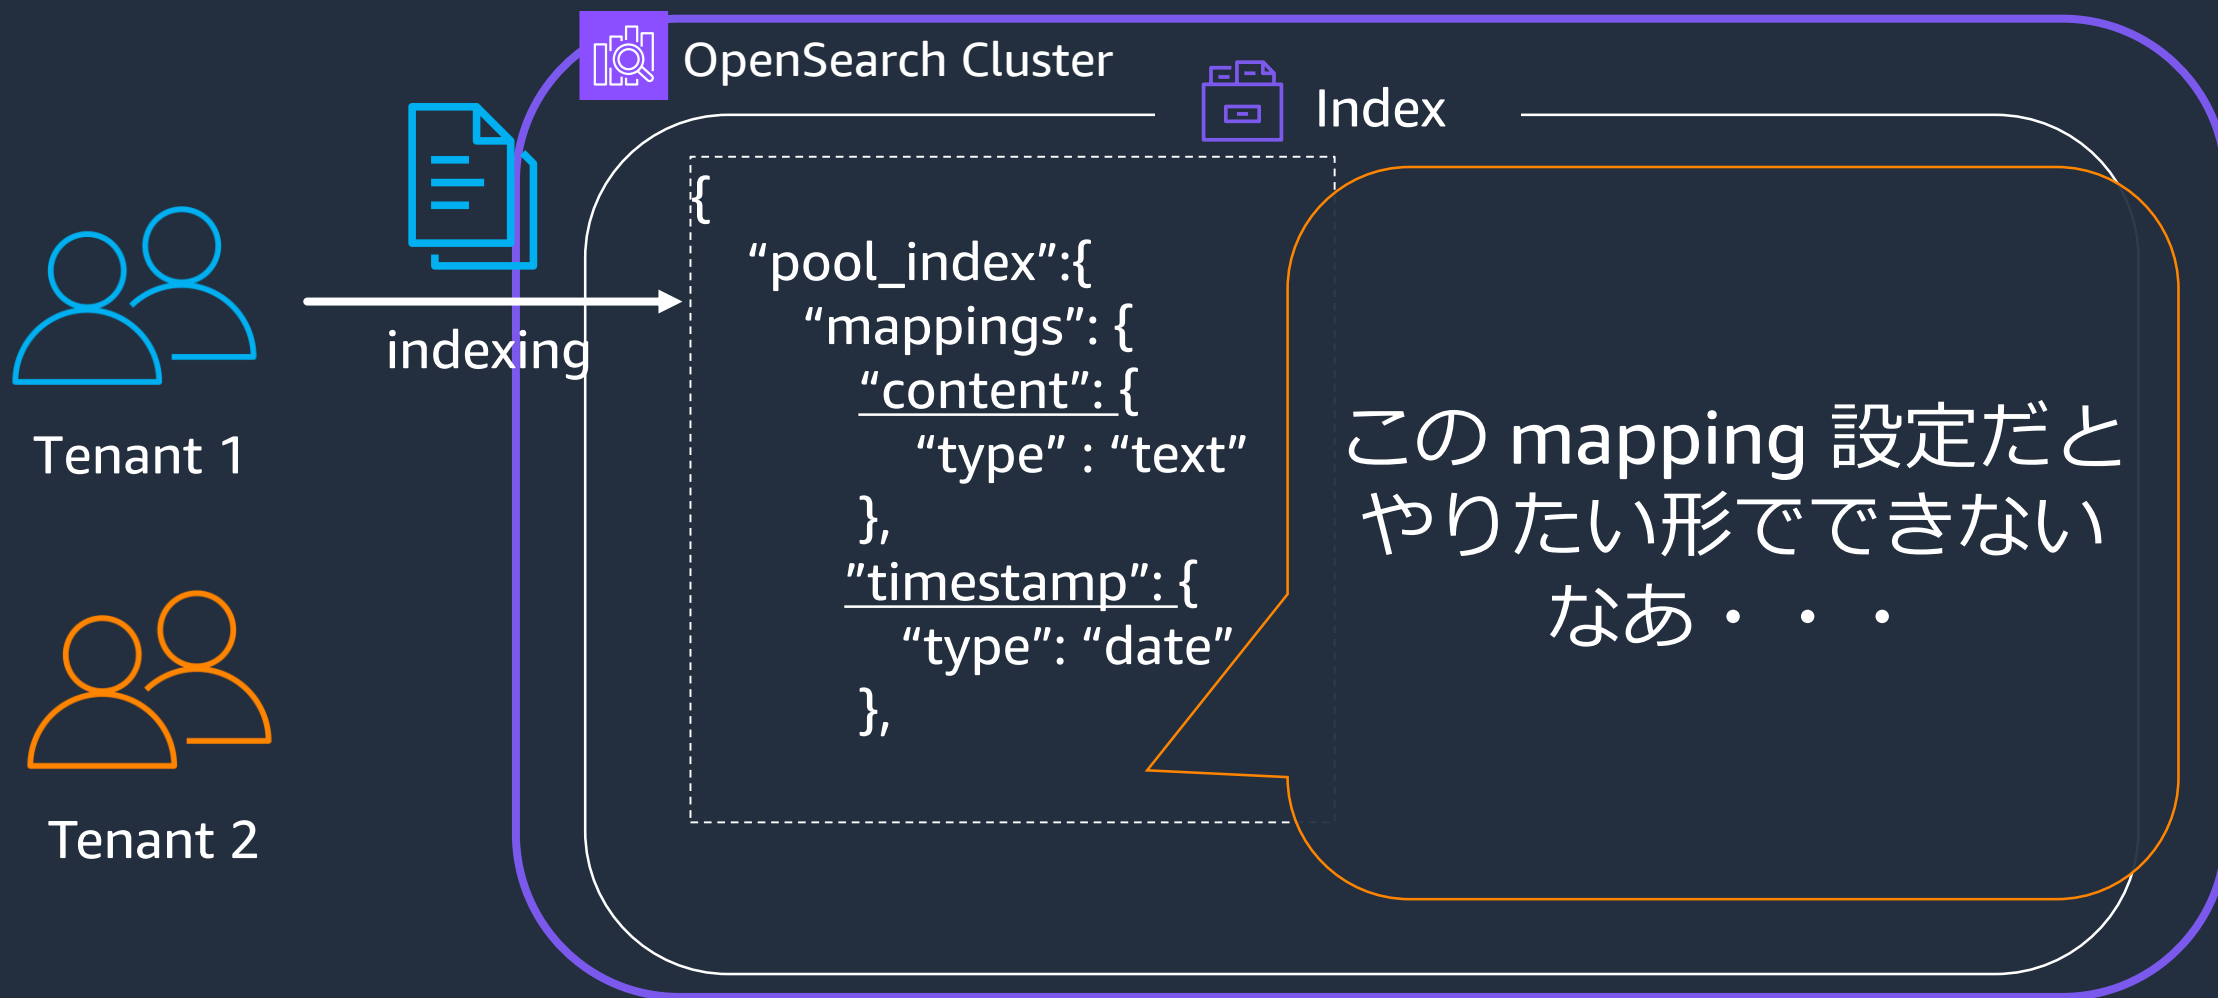 OpenSearch Cluster
Index
{
“pool_index”:{
“mappings”: {
“content”: {
“type” : “text”
},
”timestamp”: {
“type”: “date”
},
indexing
Tenant 1
Tenant 2
この mapping 設定だと
やりたい形でできない
なあ・・・